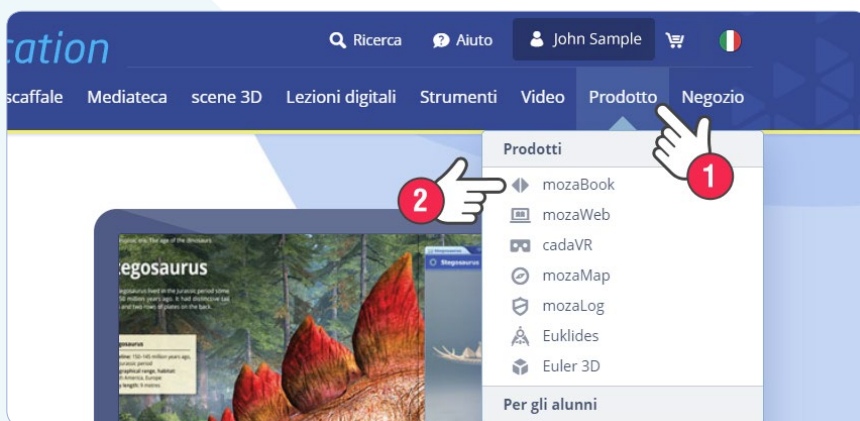 cation
Ricerca Aiuto John Sample
scaffale Mediateca scene 3D Lezioni digitali Strumenti Video Prodotto Negozio
Prodotti
1
2
mozaBook
mozaWeb
cadaVR
mozaMap
mozaLog
Euklides
Euler 3D
Per gli alunni
tegosaurus
Stegosaurus